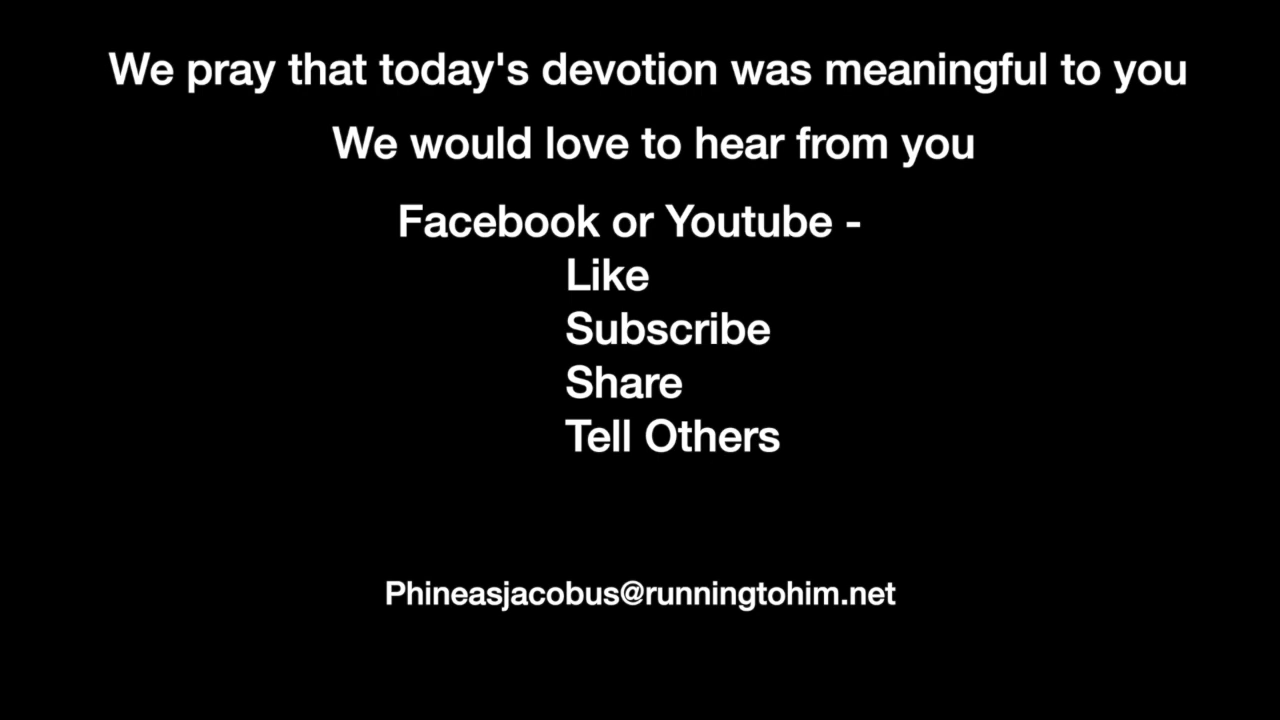 We pray that today's devotion was meaningful to you
We would love to hear from you
Facebook or Youtube -
Like
Subscribe
Share
Tell Others
Phineasjacobus@runningtohim.net